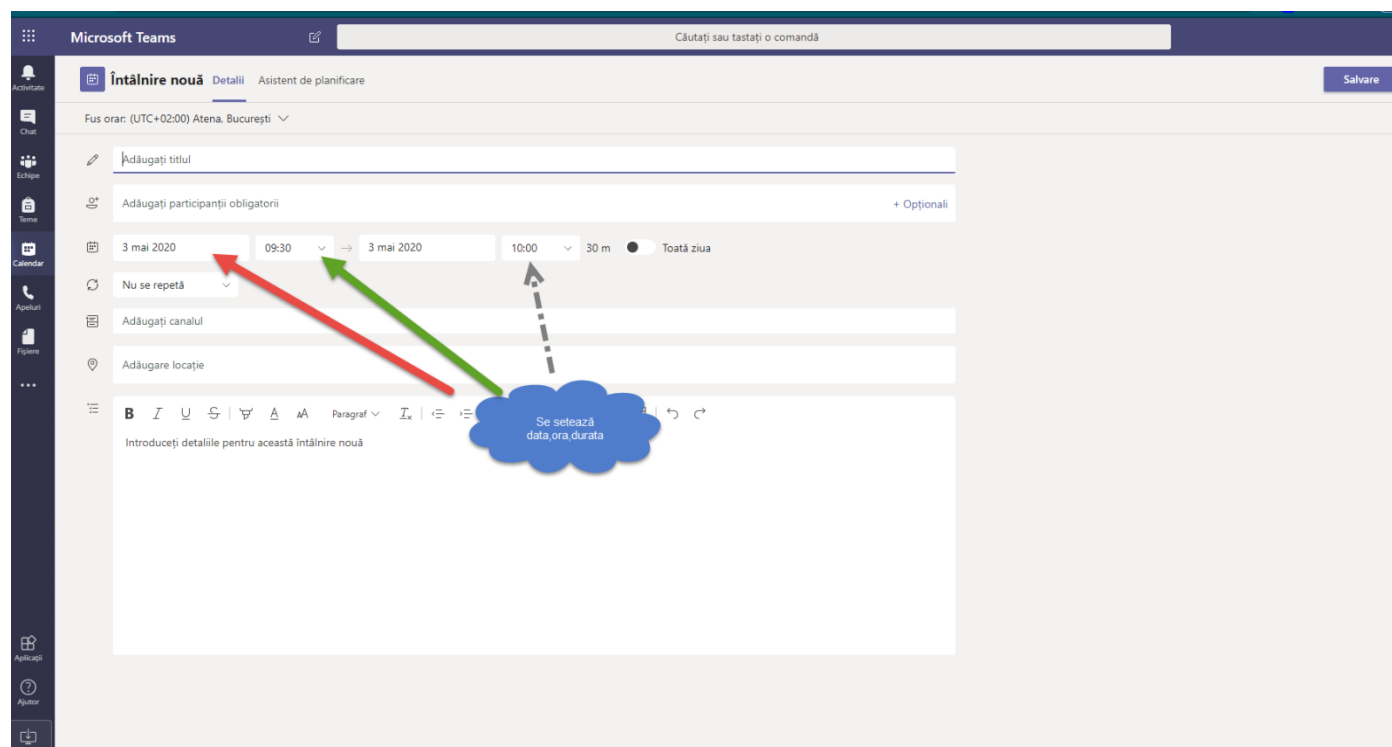 Microsoft Teams
Căutați sau tastați o comandă
Activitate
Chat
Echipe
Teme
Calendar
Apeluri
Fișiere
Aplicații
Ajutor
Întâlnire nouă Detalii Asistent de planificare
Salvare
Fus orar: (UTC+02:00) Atena, București
Adăugați titlul
Adăugați participanții obligatorii + Opționali
3 mai 2020 09:30 → 3 mai 2020 10:00 30 m Toată ziua
Nu se repetă
Adăugați canalul
Adăugare locație
B I U S A AA Paragraf
Introduceți detaliile pentru această întâlnire nouă
Se setează
data,ora,durata